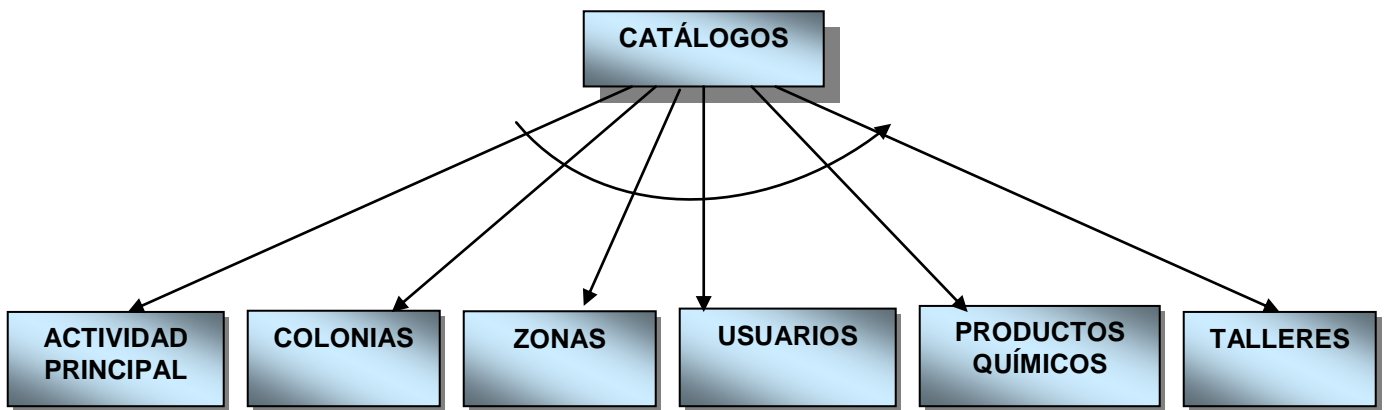 CATÁLOGOS
ACTIVIDAD
PRINCIPAL
COLONIAS
ZONAS
USUARIOS
PRODUCTOS
QUÍMICOS
TALLERES